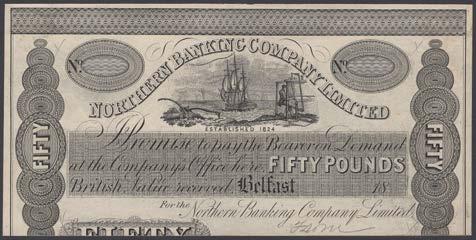 No.
No.
NORTHERN BANKING COMPANY LIMITED
ESTABLISHED 1824
FIFTY
FIFTY
I Promise to pay the Bearer on Demand
at the Company's Office here, FIFTY POUNDS
British, Value received Belfast 18
For the
Northern Banking Company Limited,